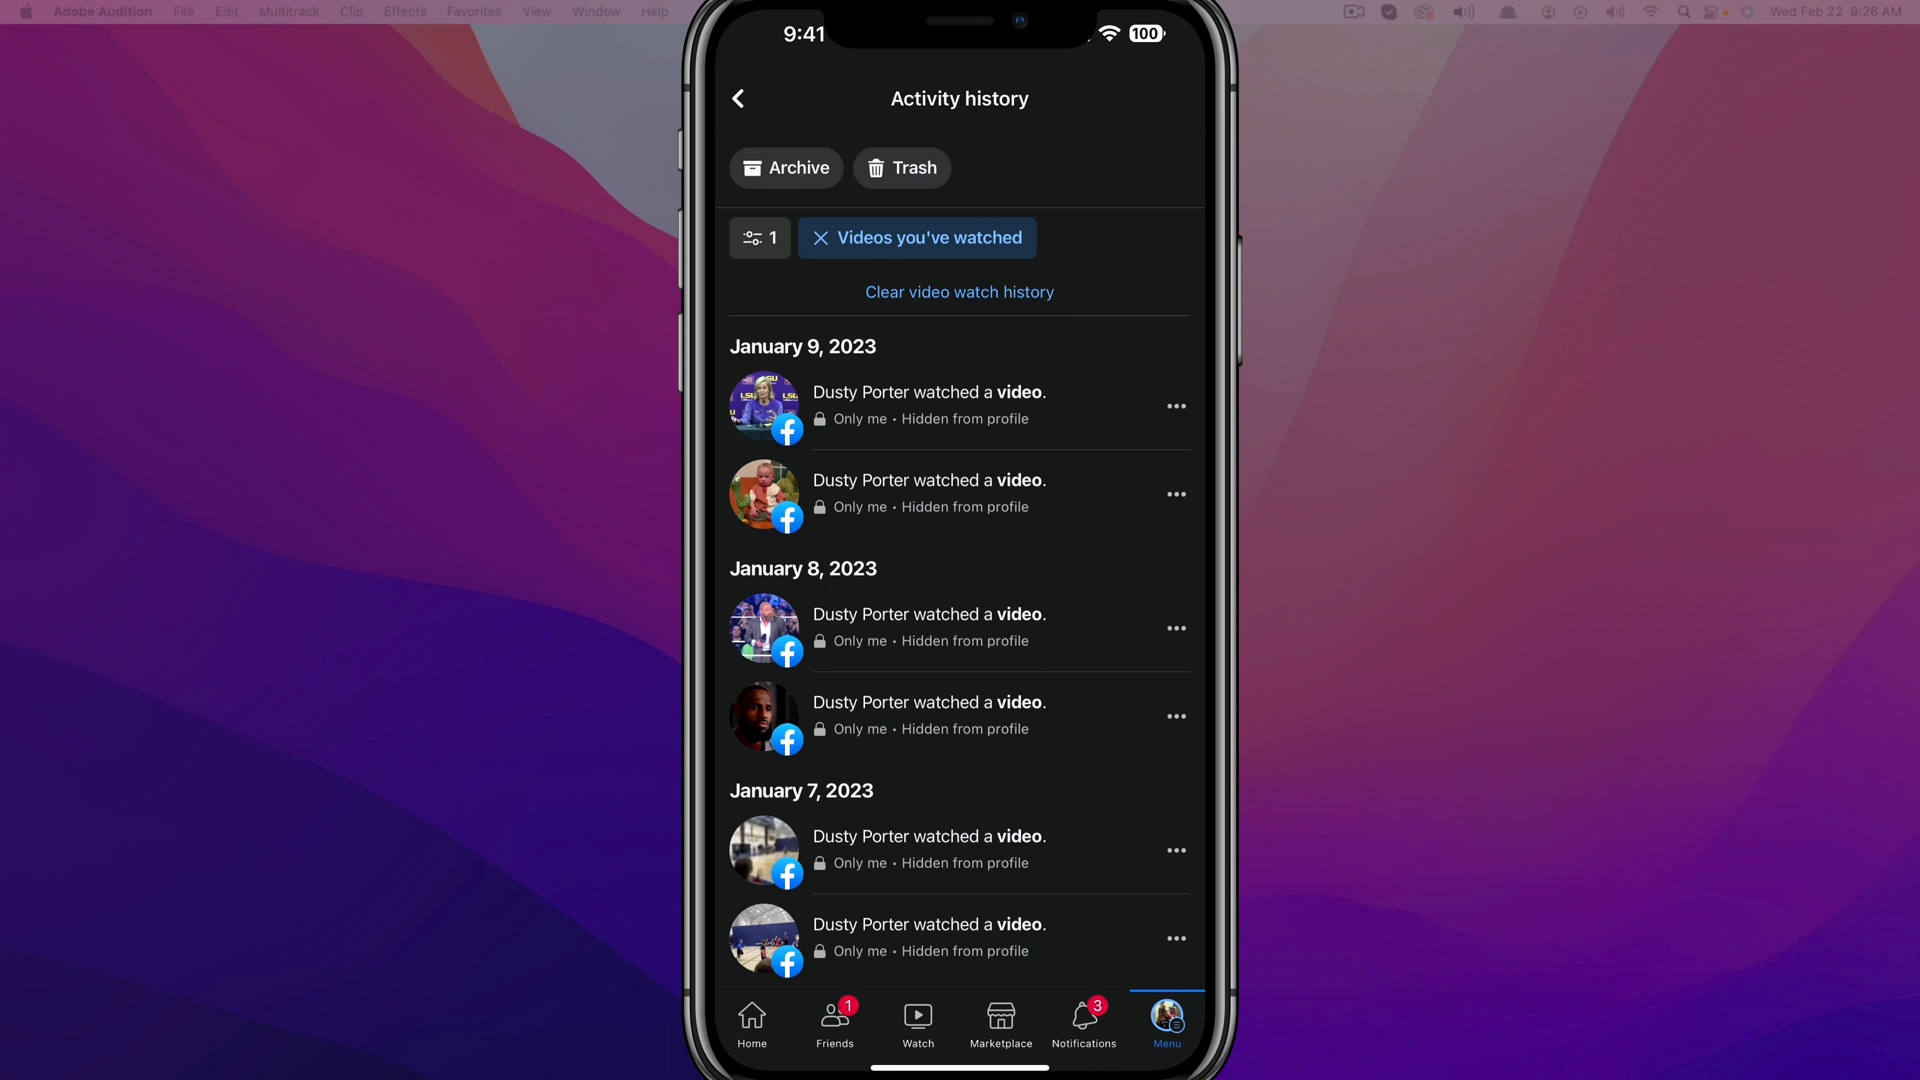 Adobe Audition File Edit Multitrack Clip Effects Favorites View Window Help Wed Feb 22 9:26 AM
9:41 100
Activity history
Archive Trash
1 Videos you've watched
Clear video watch history
January 9, 2023
Dusty Porter watched a video.
Only me • Hidden from profile
Dusty Porter watched a video.
Only me • Hidden from profile
January 8, 2023
Dusty Porter watched a video.
Only me • Hidden from profile
Dusty Porter watched a video.
Only me • Hidden from profile
January 7, 2023
Dusty Porter watched a video.
Only me • Hidden from profile
Dusty Porter watched a video.
Only me • Hidden from profile
1 3
Home Friends Watch Marketplace Notifications Menu